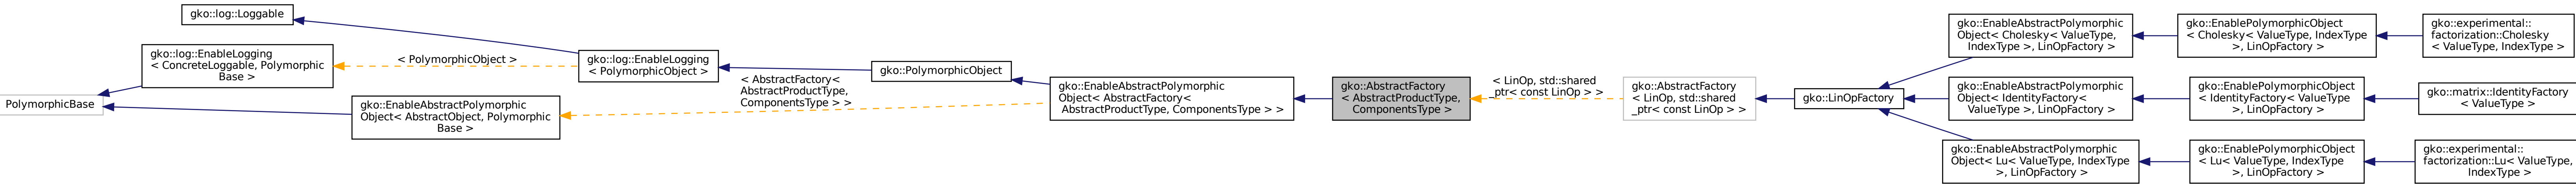 PolymorphicBase
gko::log::Loggable
gko::log::EnableLogging
< ConcreteLoggable, Polymorphic
Base >
< PolymorphicObject >
gko::EnableAbstractPolymorphic
Object< AbstractObject, Polymorphic
Base >
gko::log::EnableLogging
< PolymorphicObject >
< AbstractFactory<
AbstractProductType,
ComponentsType > >
gko::PolymorphicObject
gko::EnableAbstractPolymorphic
Object< AbstractFactory<
AbstractProductType, ComponentsType > >
gko::AbstractFactory
< AbstractProductType,
ComponentsType >
< LinOp, std::shared
_ptr< const LinOp > >
gko::AbstractFactory
< LinOp, std::shared
_ptr< const LinOp > >
gko::LinOpFactory
gko::EnableAbstractPolymorphic
Object< Cholesky< ValueType,
IndexType >, LinOpFactory >
gko::EnablePolymorphicObject
< Cholesky< ValueType, IndexType
>, LinOpFactory >
gko::experimental::
factorization::Cholesky
< ValueType, IndexType >
gko::EnableAbstractPolymorphic
Object< IdentityFactory<
ValueType >, LinOpFactory >
gko::EnablePolymorphicObject
< IdentityFactory< ValueType
>, LinOpFactory >
gko::matrix::IdentityFactory
< ValueType >
gko::EnableAbstractPolymorphic
Object< Lu< ValueType, IndexType
>, LinOpFactory >
gko::EnablePolymorphicObject
< Lu< ValueType, IndexType
>, LinOpFactory >
gko::experimental::
factorization::Lu< ValueType,
IndexType >